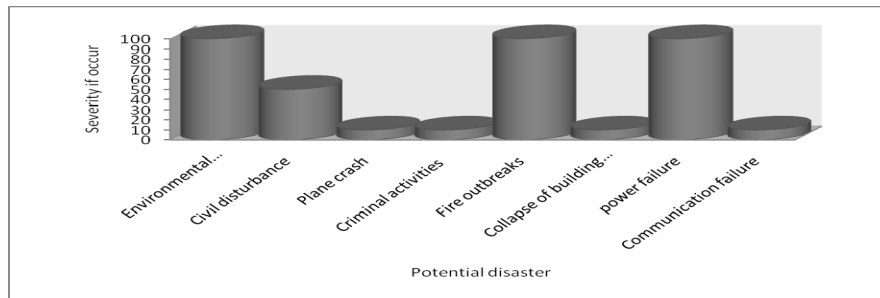 Severity if occur
100
90
80
70
60
50
40
30
20
10
0
Environmental...
Civil disturbance
Plane crash
Criminal activities
Fire outbreaks
Collapse of building...
power failure
Communication failure
Potential disaster